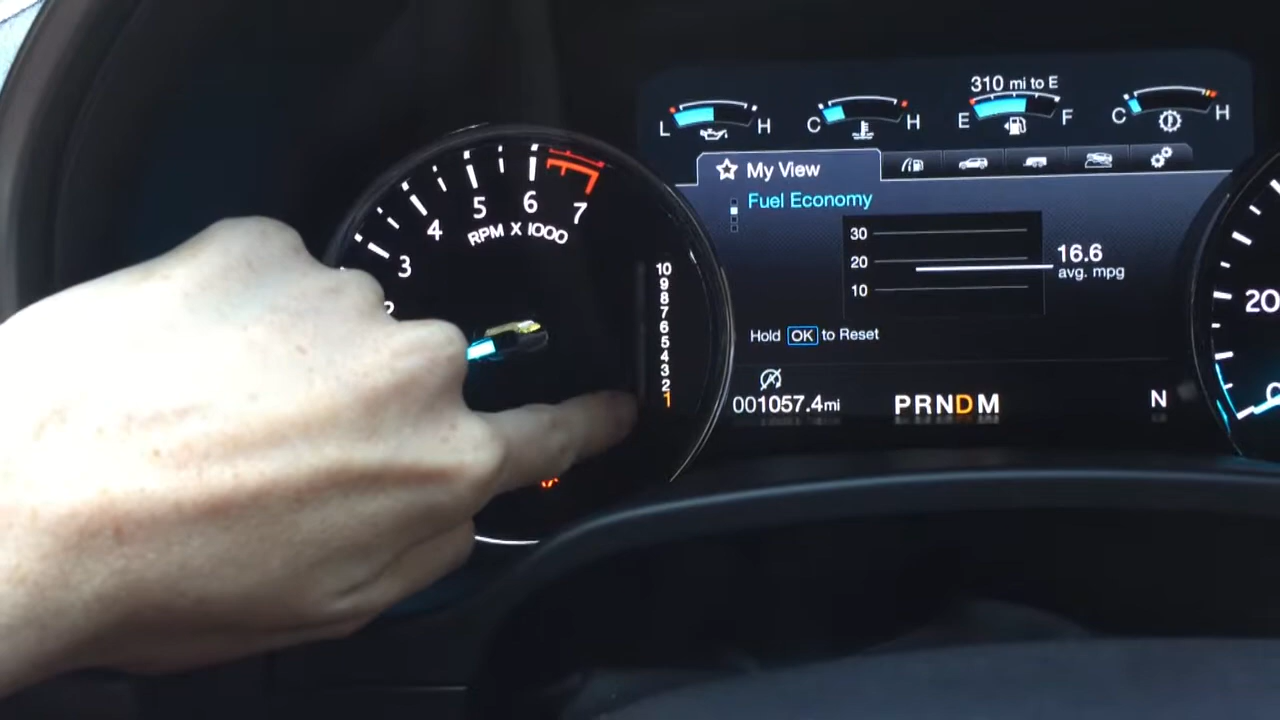 310 mi to E
L H
C H
E F
C H
My View
Fuel Economy
30
20
10
16.6
avg. mpg
Hold OK to Reset
001057.4mi
PRNDM
N
2
3
4
5
6
7
RPM X 1000
10
9
8
7
6
5
4
3
2
1
20
0